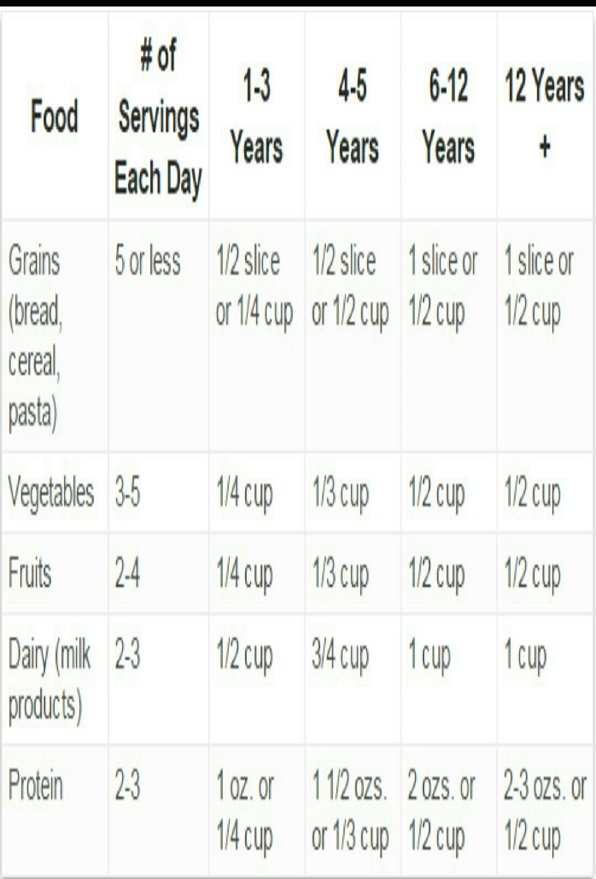 Food
# of
Servings
Each Day
1-3
Years
4-5
Years
6-12
Years
12 Years
+
Grains
(bread,
cereal,
pasta)
5 or less
1/2 slice
or 1/4 cup
1/2 slice
or 1/2 cup
1 slice or
1/2 cup
1 slice or
1/2 cup
Vegetables
3-5
1/4 cup
1/3 cup
1/2 cup
1/2 cup
Fruits
2-4
1/4 cup
1/3 cup
1/2 cup
1/2 cup
Dairy (milk
products)
2-3
1/2 cup
3/4 cup
1 cup
1 cup
Protein
2-3
1 oz. or
1/4 cup
1 1/2 ozs.
or 1/3 cup
2 ozs. or
1/2 cup
2-3 ozs. or
1/2 cup